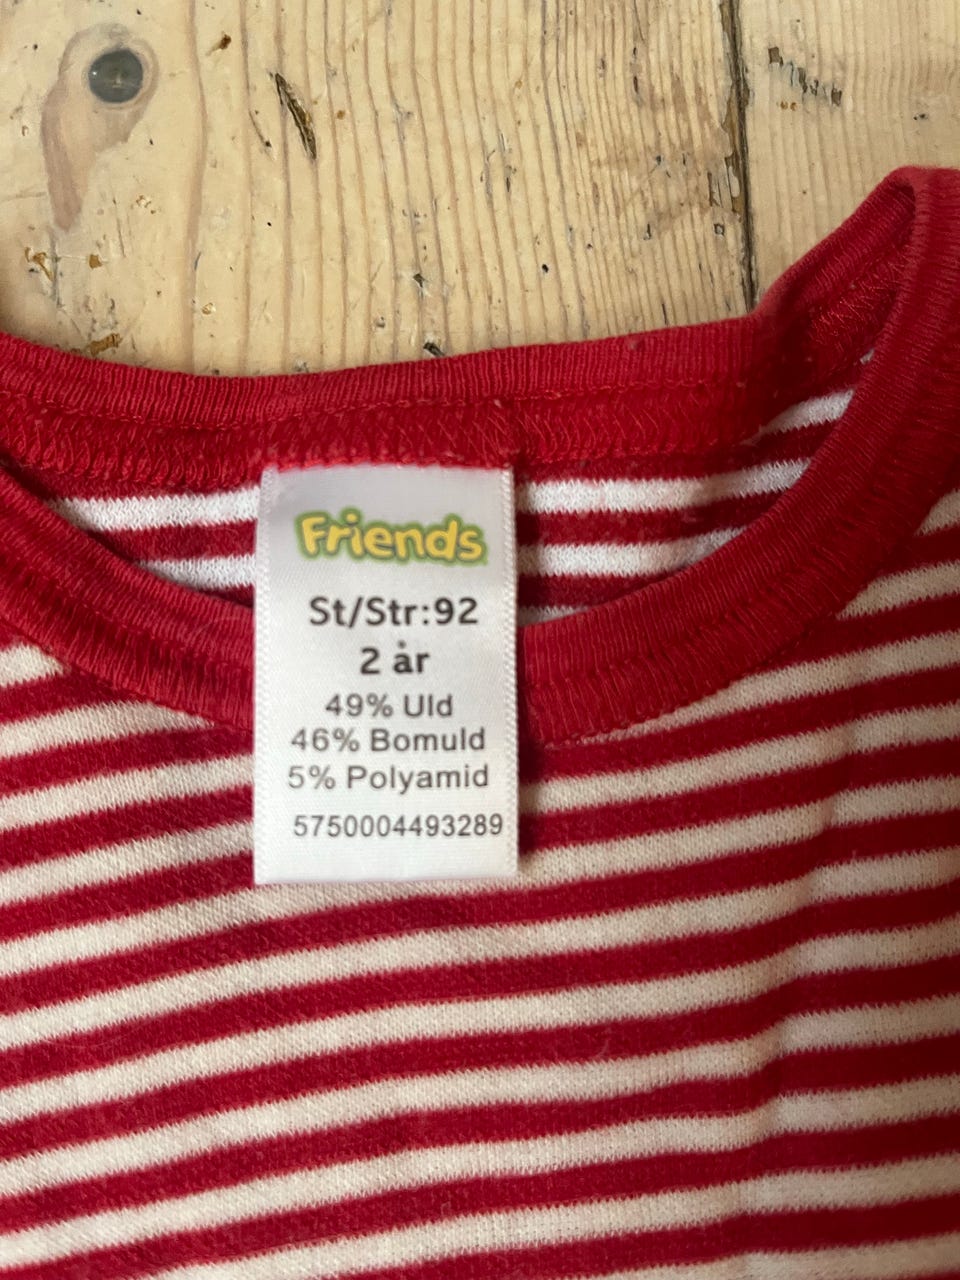 Friends
St/Str:92
2 år
49% Uld
46% Bomuld
5% Polyamid
5750004493289